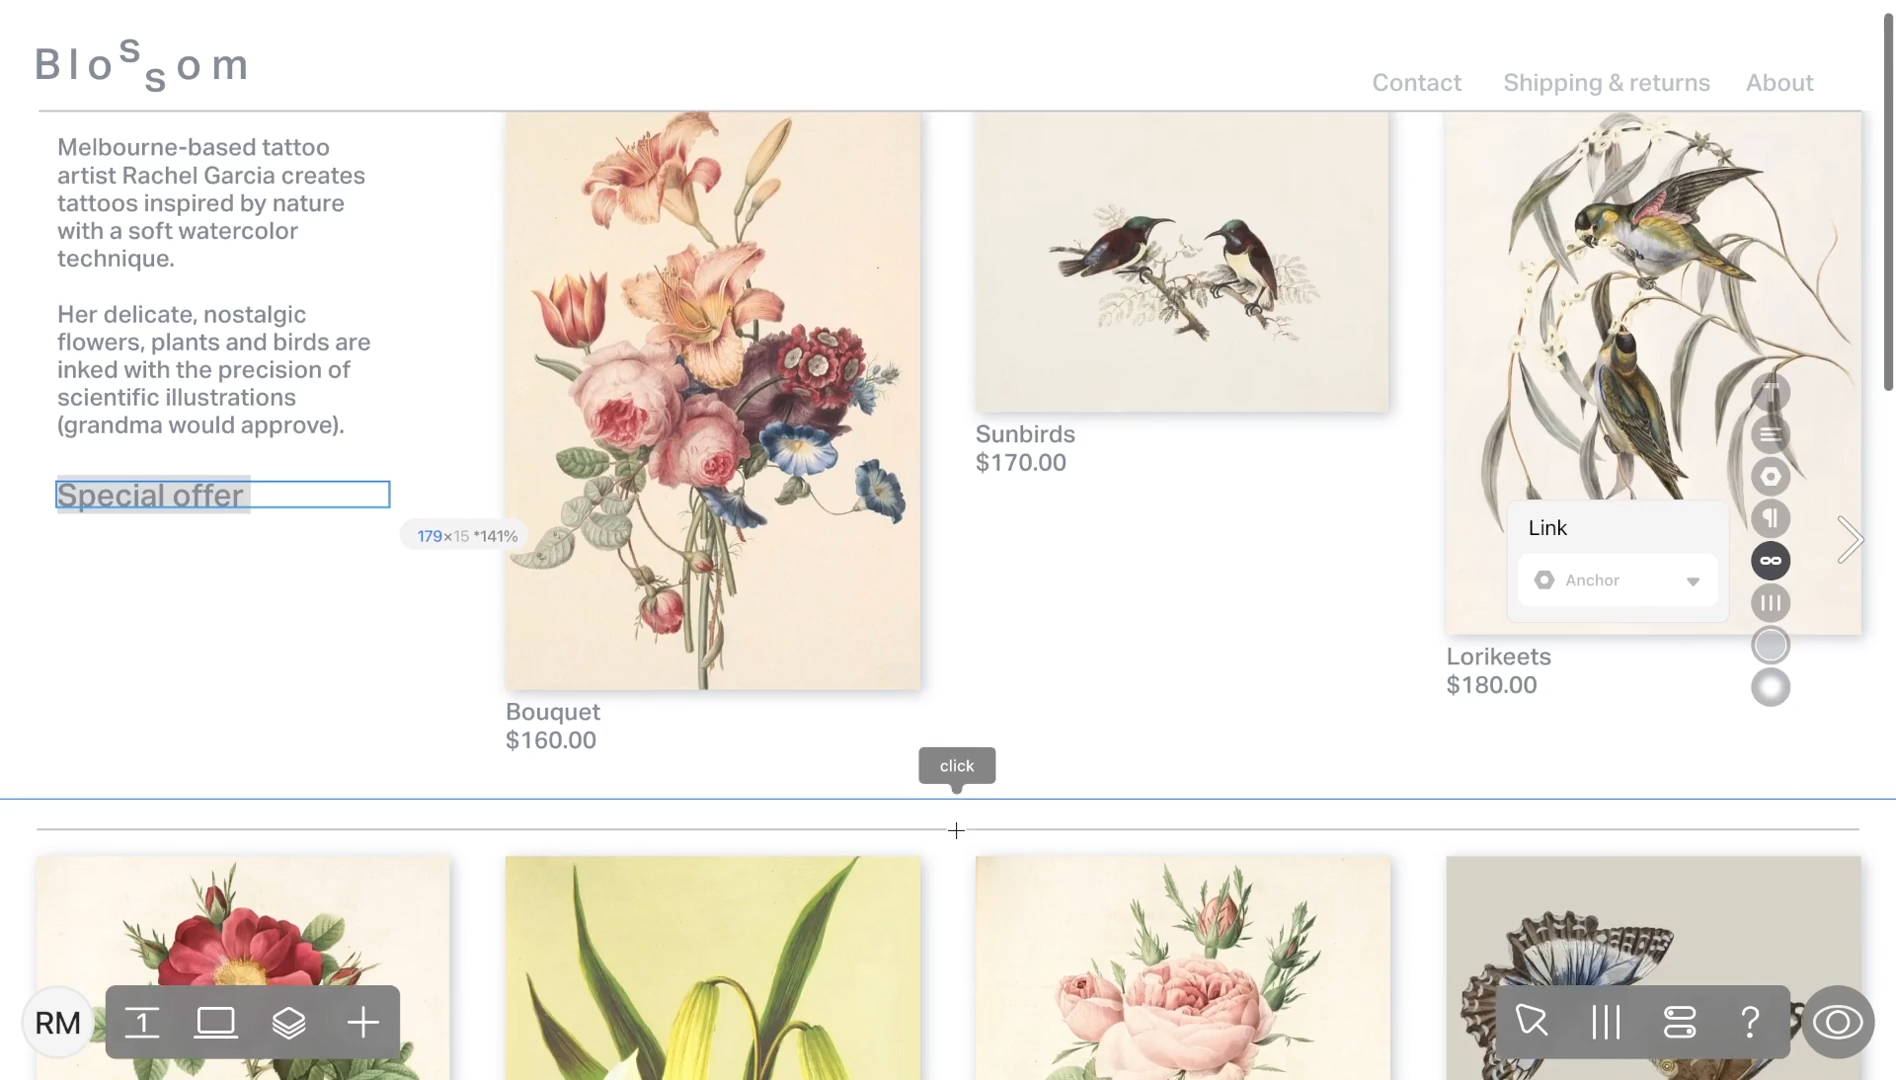 Blossom
Contact Shipping & returns About
Melbourne-based tattoo
artist Rachel Garcia creates
tattoos inspired by nature
with a soft watercolor
technique.
Her delicate, nostalgic
flowers, plants and birds are
inked with the precision of
scientific illustrations
(grandma would approve).
Special offer
179×15 *141%
Sunbirds
$170.00
Link
Anchor
Lorikeets
$180.00
Bouquet
$160.00
click
RM
1
?